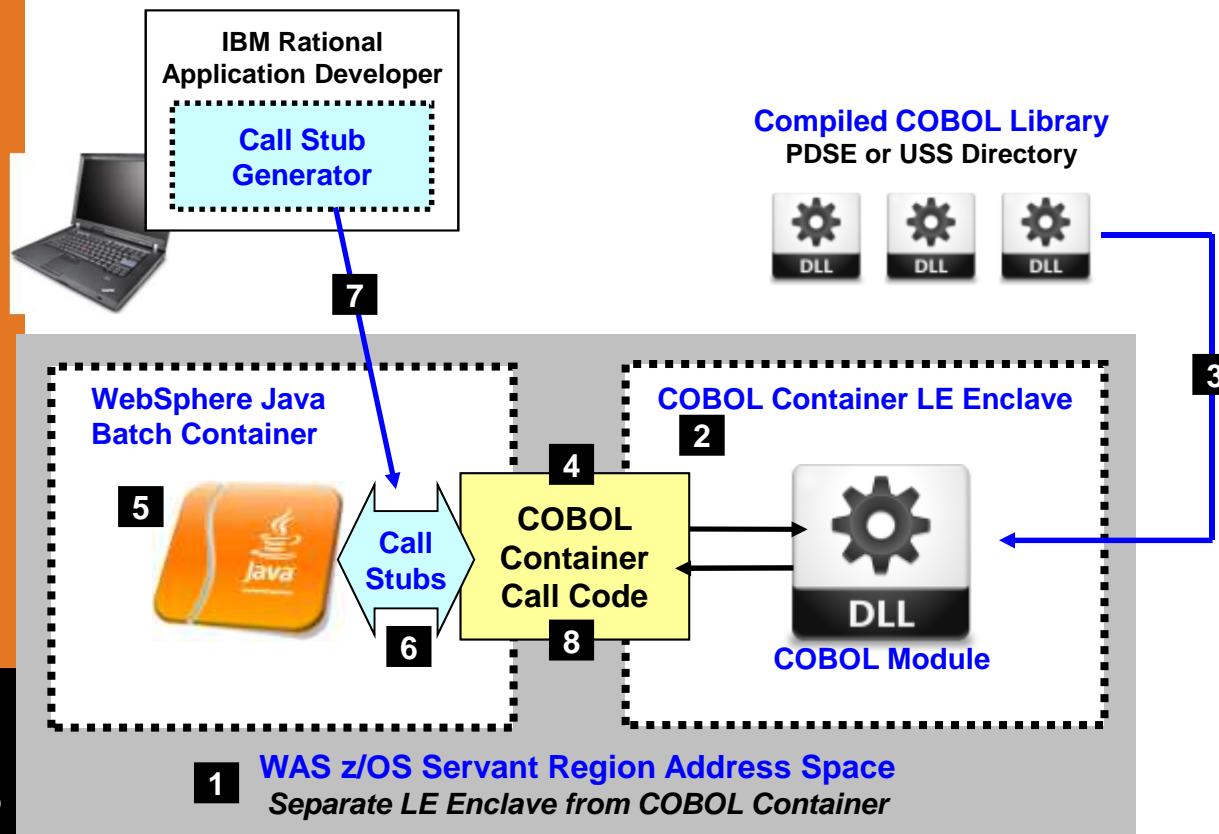 IBM Rational
Application Developer
Call Stub
Generator
Compiled COBOL Library
PDSE or USS Directory
DLL
DLL
DLL
7
3
WebSphere Java
Batch Container
COBOL Container LE Enclave
2
4
5
Java
Call
Stubs
6
COBOL
Container
Call Code
8
DLL
COBOL Module
1
WAS z/OS Servant Region Address Space
Separate LE Enclave from COBOL Container